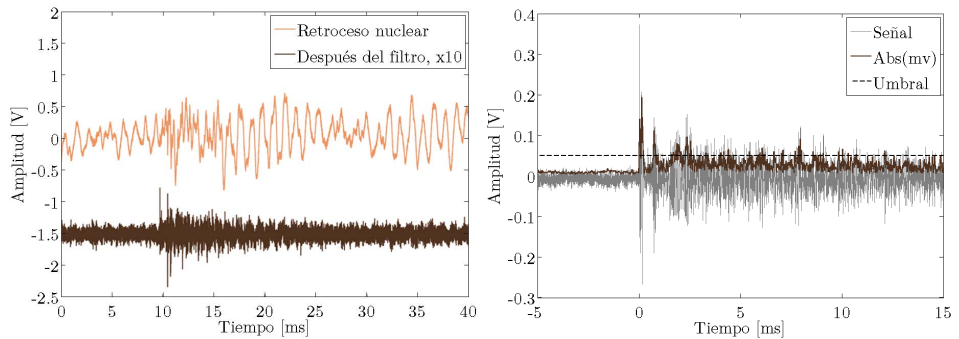 Amplitud [V]
2
1.5
1
0.5
0
-0.5
-1
-1.5
-2
-2.5
Retroceso nuclear
Después del filtro, x10
0 5 10 15 20 25 30 35 40
Tiempo [ms]
Amplitud [V]
0.4
0.3
0.2
0.1
0
-0.1
-0.2
-0.3
Señal
Abs(mv)
Umbral
-5 0 5 10 15
Tiempo [ms]